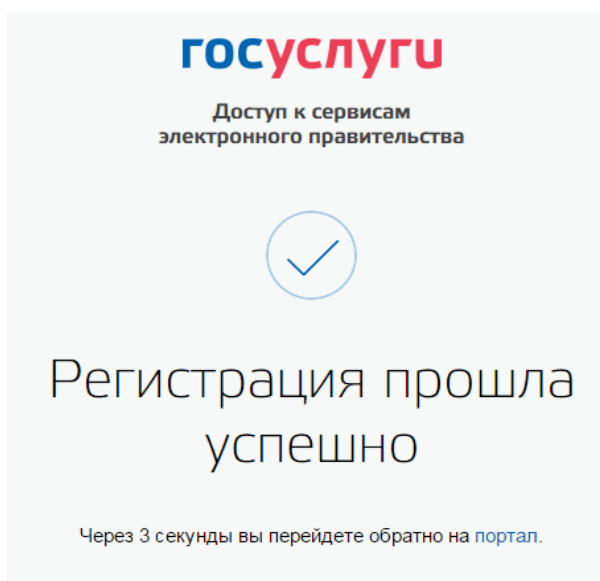 госуслуги
Доступ к сервисам
электронного правительства
Регистрация прошла
успешно
Через 3 секунды вы перейдете обратно на портал.